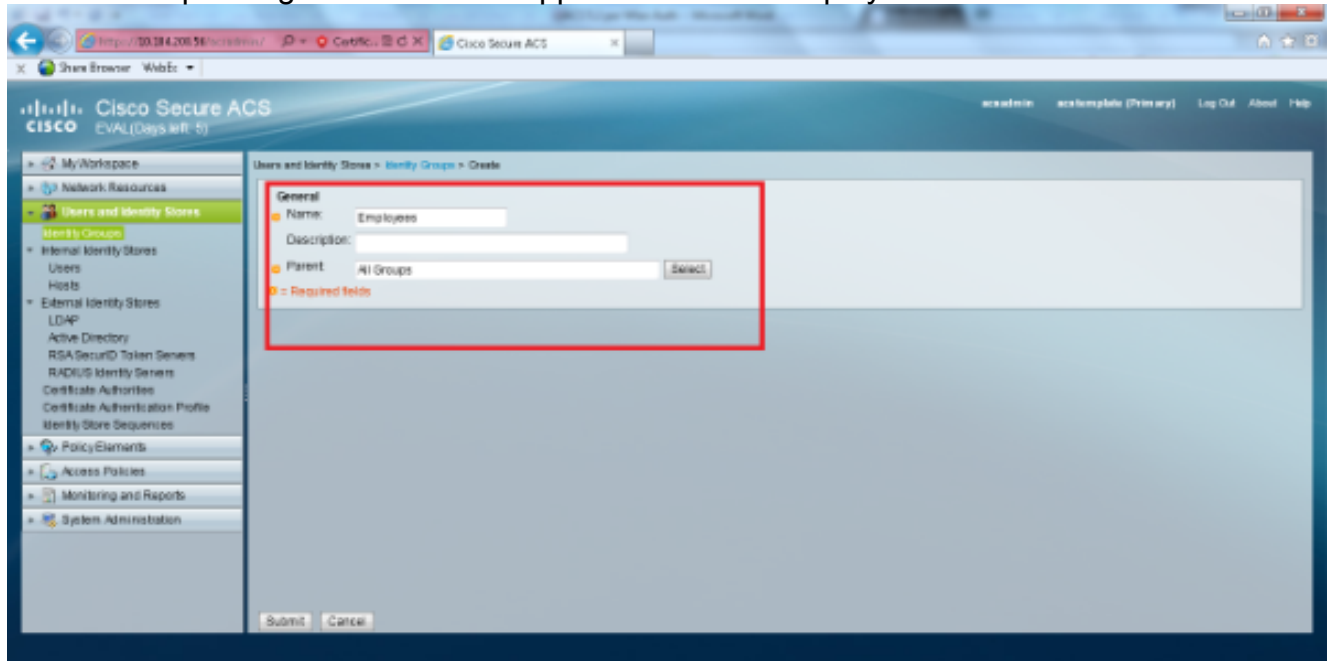 Certific...
Cisco Secure ACS
Share Browser WebEx
CISCO
Cisco Secure ACS
EVAL(Days left: 5)
acsadmin acstemplate (Primary) Log Out About Help
My Workspace
Network Resources
Users and Identity Stores
Identity Groups
Internal Identity Stores
Users
Hosts
External Identity Stores
LDAP
Active Directory
RSA SecurID Token Servers
RADIUS Identity Servers
Certificate Authorities
Certificate Authentication Profile
Identity Store Sequences
Policy Elements
Access Policies
Monitoring and Reports
System Administration
Users and Identity Stores > Identity Groups > Create
General
Name: Employees
Description:
Parent: All Groups Select
= Required fields
Submit Cancel